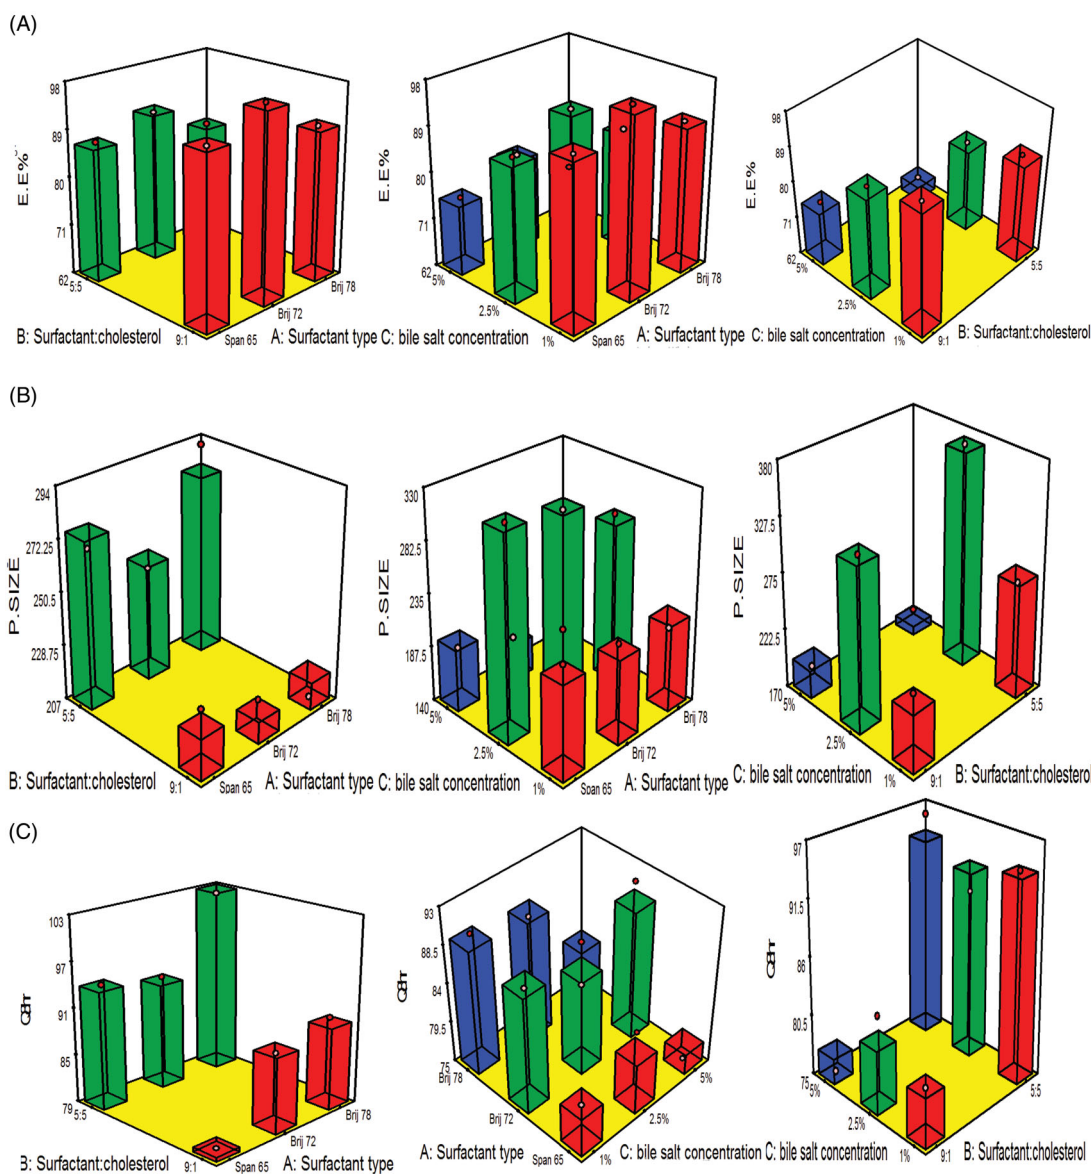 (A)
98
89
80
71
62
E.E%
5:5
9:1
B: Surfactant:cholesterol
Span 65
Brij 72
Brij 78
A: Surfactant type
98
89
80
71
62
E.E%
5%
2.5%
1%
C: bile salt concentration
Span 65
Brij 72
Brij 78
A: Surfactant type
98
89
80
71
62
E.E%
5%
2.5%
1%
C: bile salt concentration
9:1
5:5
B: Surfactant:cholesterol
(B)
294
272.25
250.5
228.75
207
P.SIZE
5:5
9:1
B: Surfactant:cholesterol
Span 65
Brij 72
Brij 78
A: Surfactant type
330
282.5
235
187.5
140
P.SIZE
5%
2.5%
1%
C: bile salt concentration
Span 65
Brij 72
Brij 78
A: Surfactant type
380
327.5
275
222.5
170
P.SIZE
5%
2.5%
1%
C: bile salt concentration
9:1
5:5
B: Surfactant:cholesterol
(C)
103
97
91
85
79
5:5
9:1
B: Surfactant:cholesterol
Span 65
Brij 72
Brij 78
A: Surfactant type
93
88.5
84
79.5
75
Brij 78
Brij 72
Span 65
A: Surfactant type
1%
2.5%
5%
C: bile salt concentration
97
91.5
86
80.5
75
5%
2.5%
1%
C: bile salt concentration
9:1
5:5
B: Surfactant:cholesterol